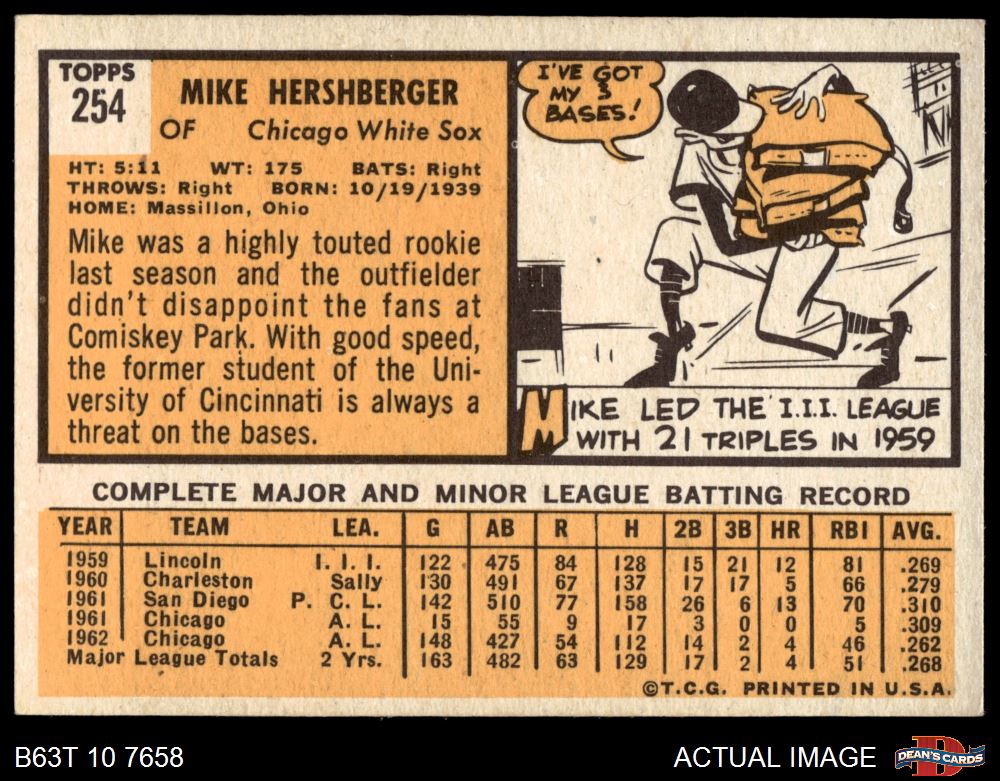 TOPPS
254
MIKE HERSHBERGER
OF Chicago White Sox
HT: 5:11 WT: 175 BATS: Right
THROWS: Right BORN: 10/19/1939
HOME: Massillon, Ohio
Mike was a highly touted rookie
last season and the outfielder
didn't disappoint the fans at
Comiskey Park. With good speed,
the former student of the Uni-
versity of Cincinnati is always a
threat on the bases.
I'VE GOT
MY 3
BASES!
MIKE LED THE I.I.I. LEAGUE
WITH 21 TRIPLES IN 1959
COMPLETE MAJOR AND MINOR LEAGUE BATTING RECORD
YEAR TEAM LEA. G AB R H 2B 3B HR RBI AVG.
1959 Lincoln I. I. I. 122 475 84 128 15 21 12 81 .269
1960 Charleston Sally 130 491 67 137 17 17 5 66 .279
1961 San Diego P. C. L. 142 510 77 158 26 6 13 70 .310
1961 Chicago A. L. 15 55 9 17 3 0 0 5 .309
1962 Chicago A. L. 148 427 54 112 14 2 4 46 .262
Major League Totals 2 Yrs. 163 482 63 129 17 2 4 51 .268
©T.C.G. PRINTED IN U.S.A.
B63T 10 7658
ACTUAL IMAGE
DEAN'S CARDS